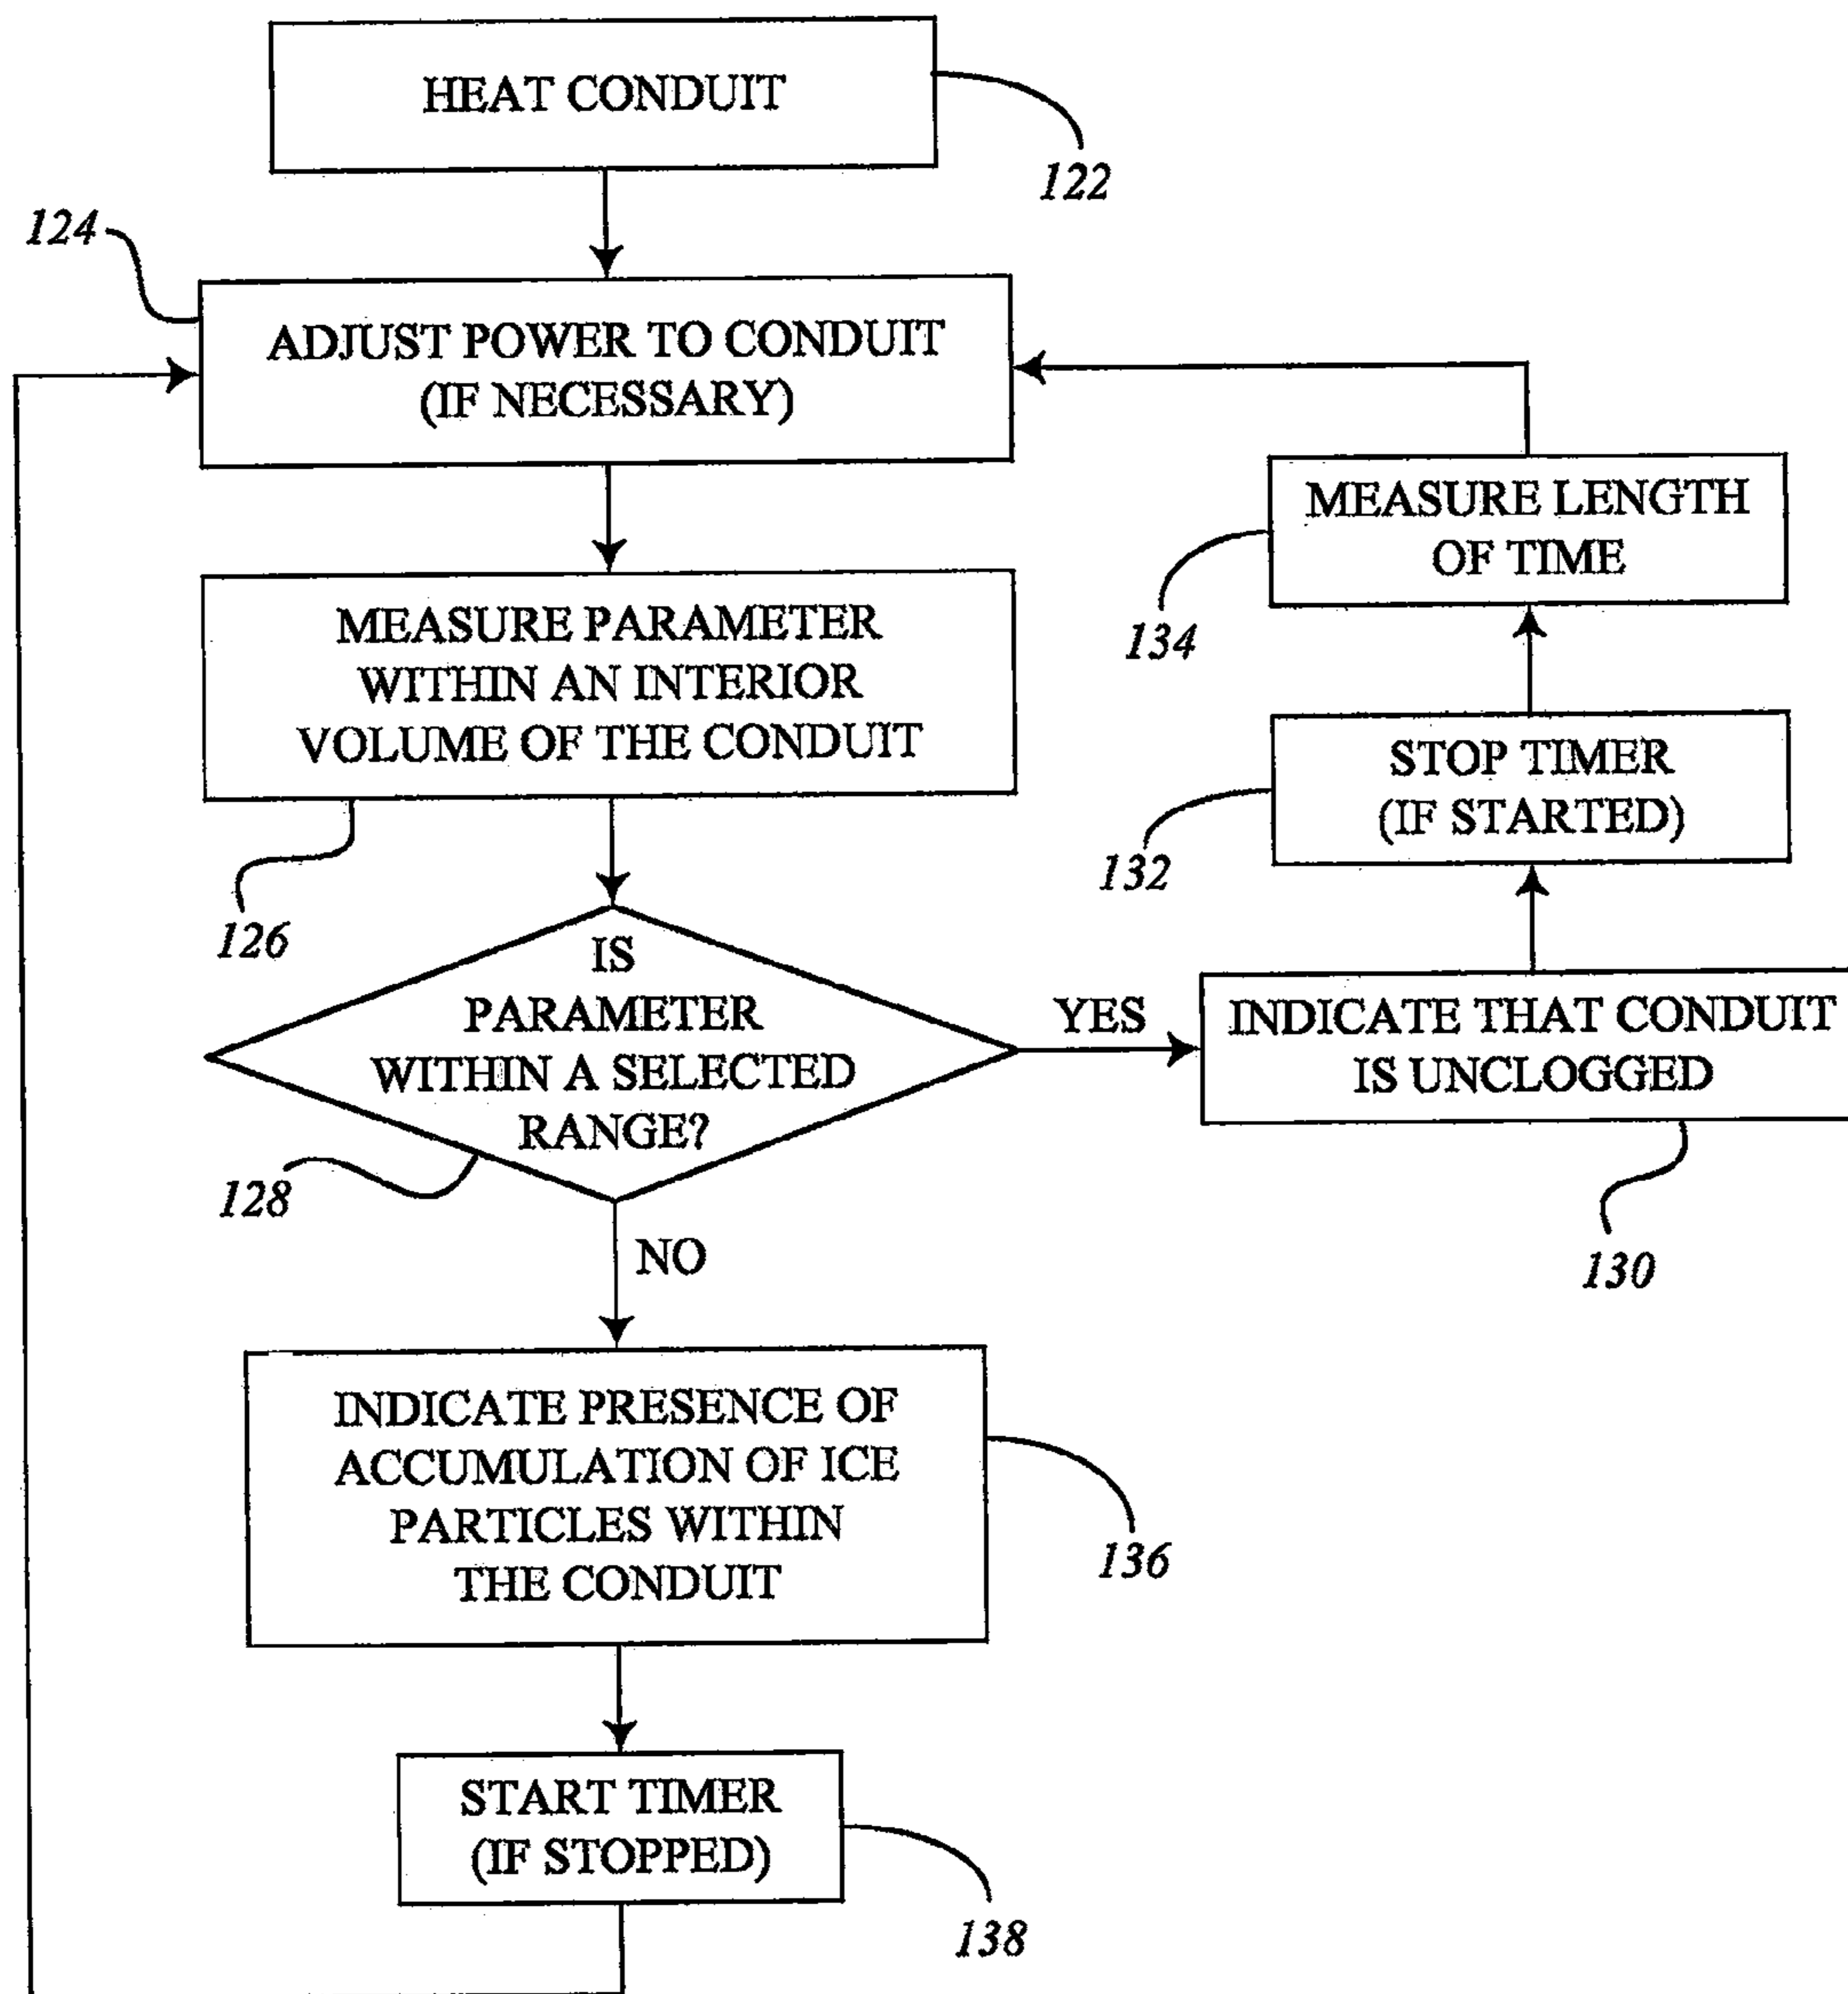 HEAT CONDUIT
122
124
ADJUST POWER TO CONDUIT
(IF NECESSARY)
MEASURE LENGTH
OF TIME
134
MEASURE PARAMETER
WITHIN AN INTERIOR
VOLUME OF THE CONDUIT
126
STOP TIMER
(IF STARTED)
132
IS
PARAMETER
WITHIN A SELECTED
RANGE?
128
YES
INDICATE THAT CONDUIT
IS UNCLOGGED
130
NO
INDICATE PRESENCE OF
ACCUMULATION OF ICE
PARTICLES WITHIN
THE CONDUIT
136
START TIMER
(IF STOPPED)
138